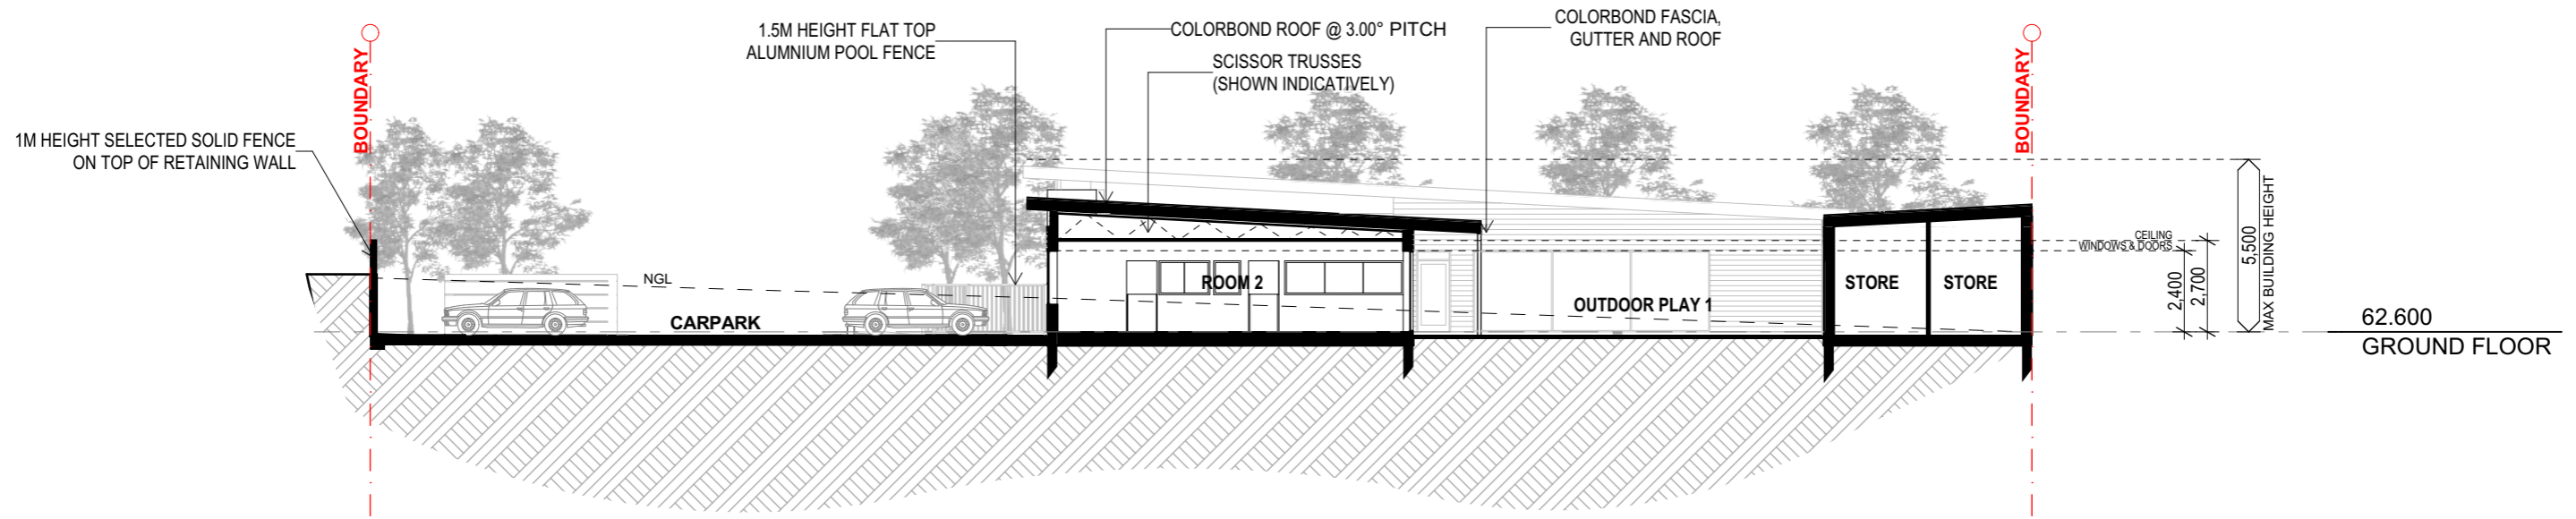 BOUNDARY
1M HEIGHT SELECTED SOLID FENCE
ON TOP OF RETAINING WALL
1.5M HEIGHT FLAT TOP
ALUMNIUM POOL FENCE
COLORBOND ROOF @ 3.00° PITCH
SCISSOR TRUSSES
(SHOWN INDICATIVELY)
COLORBOND FASCIA,
GUTTER AND ROOF
BOUNDARY
NGL
CARPARK
ROOM 2
OUTDOOR PLAY 1
STORE
STORE
CEILING
WINDOWS & DOORS
2,400
2,700
5,500
MAX BUILDING HEIGHT
62.600
GROUND FLOOR